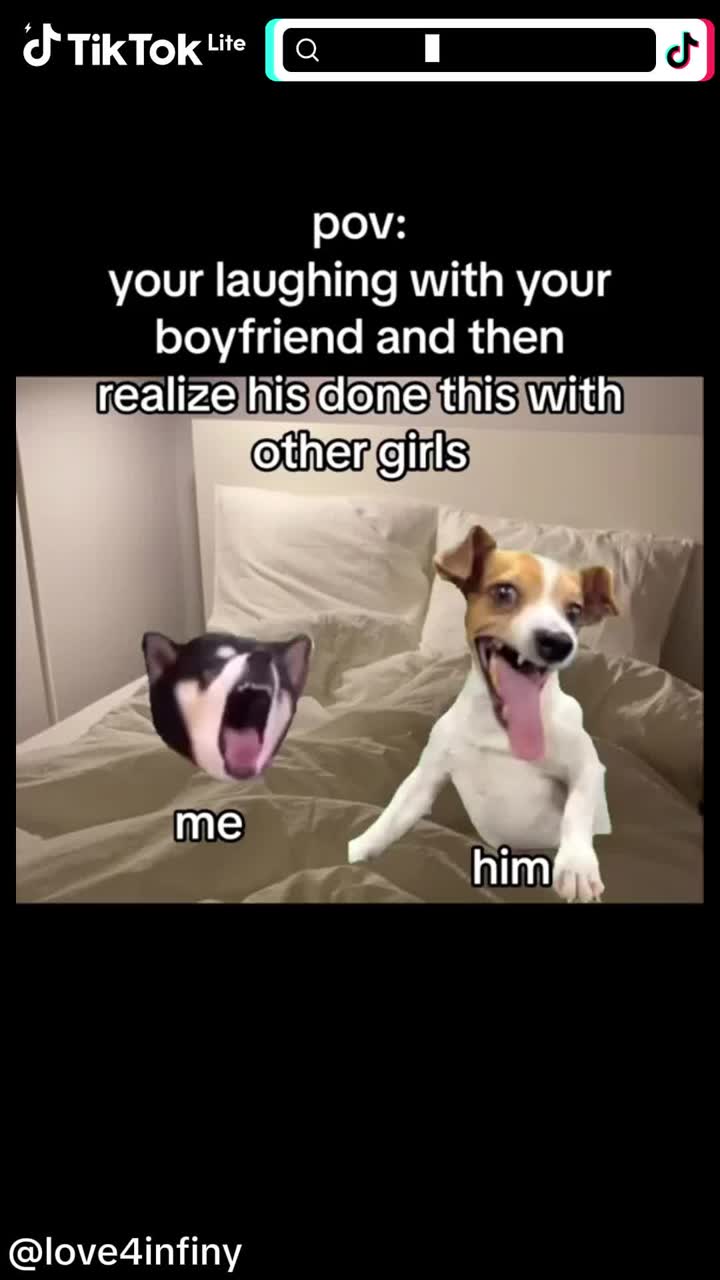 TikTok Lite
pov:
your laughing with your
boyfriend and then
realize his done this with
other girls
me
him
@love4infiny